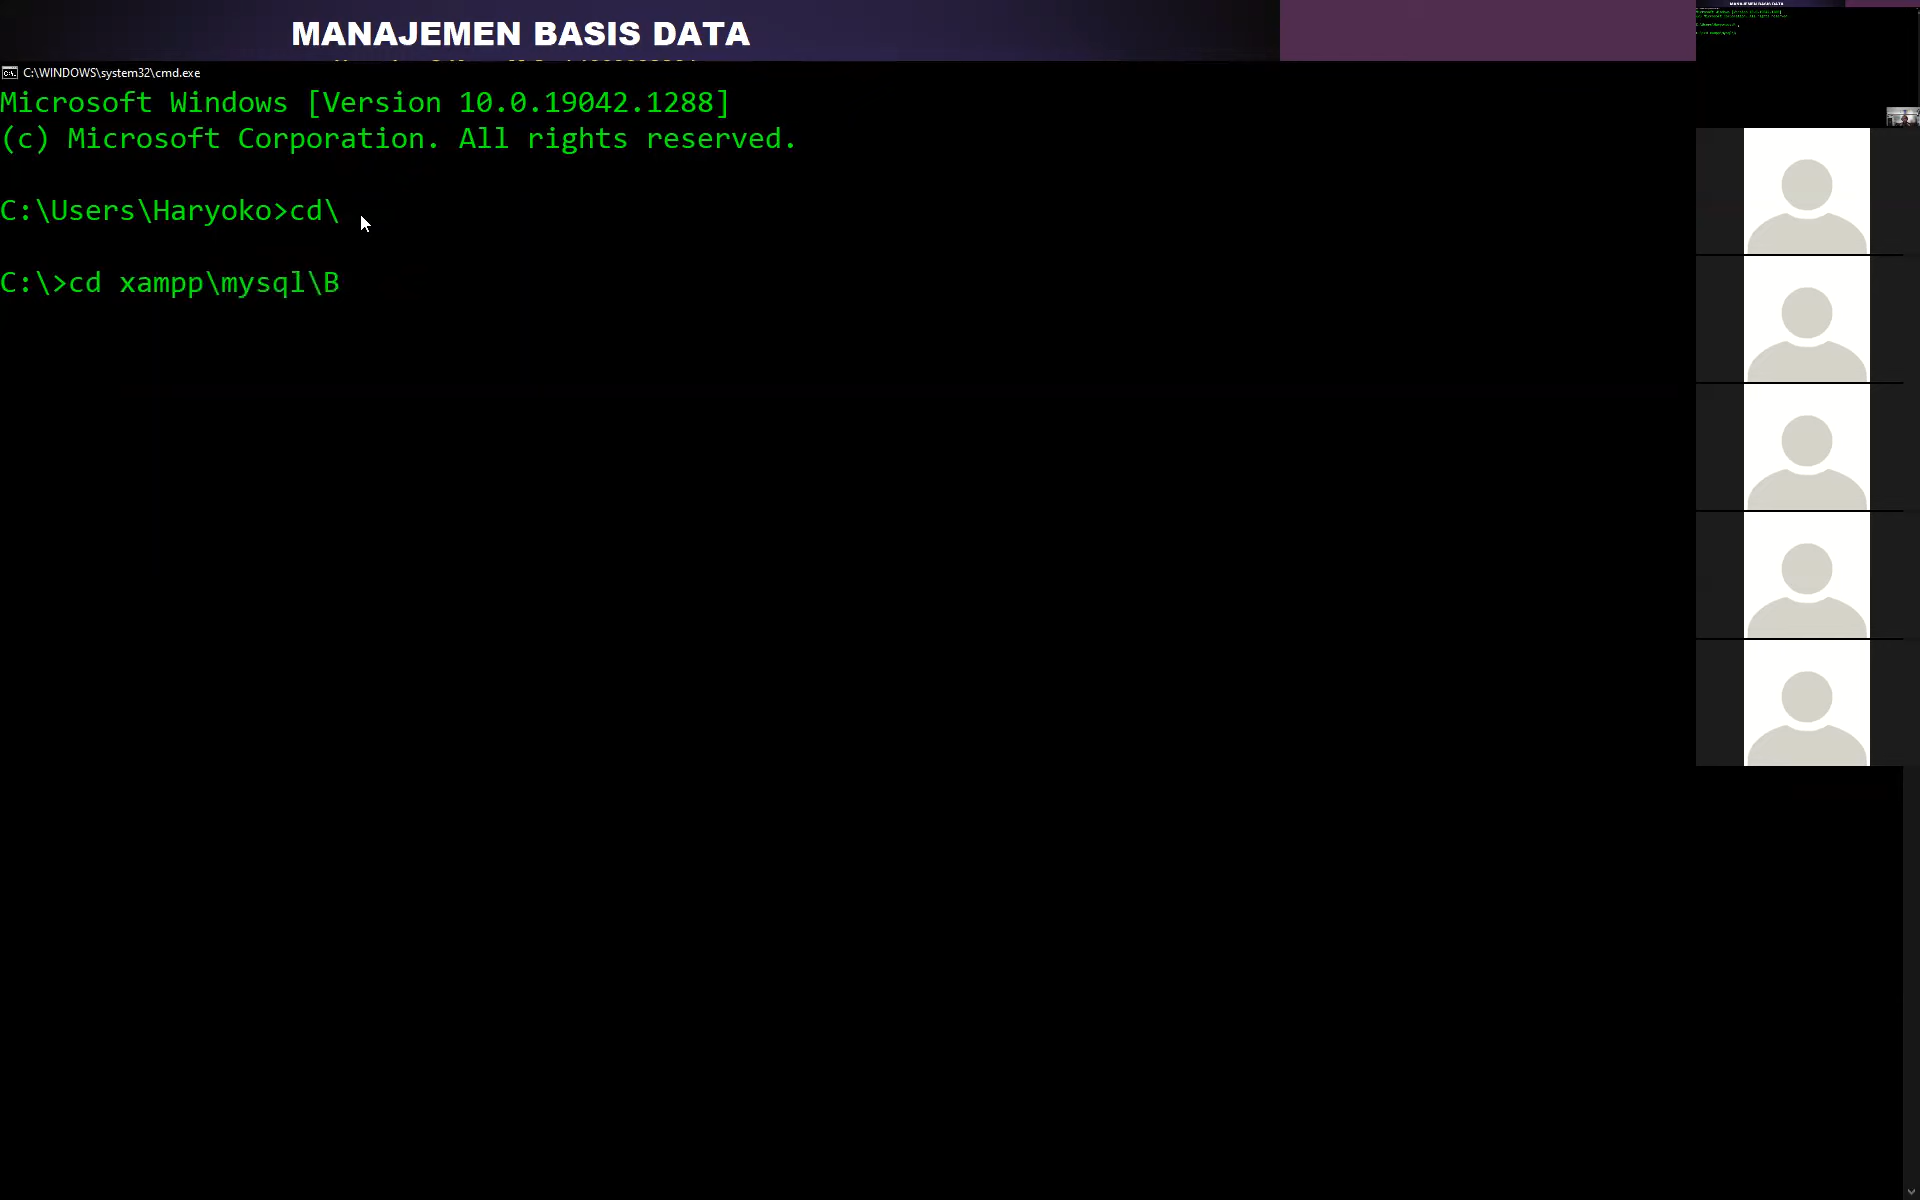 MANAJEMEN BASIS DATA
C:\WINDOWS\system32\cmd.exe
Microsoft Windows [Version 10.0.19042.1288]
(c) Microsoft Corporation. All rights reserved.
C:\Users\Haryoko>cd\
C:\>cd xampp\mysql\B